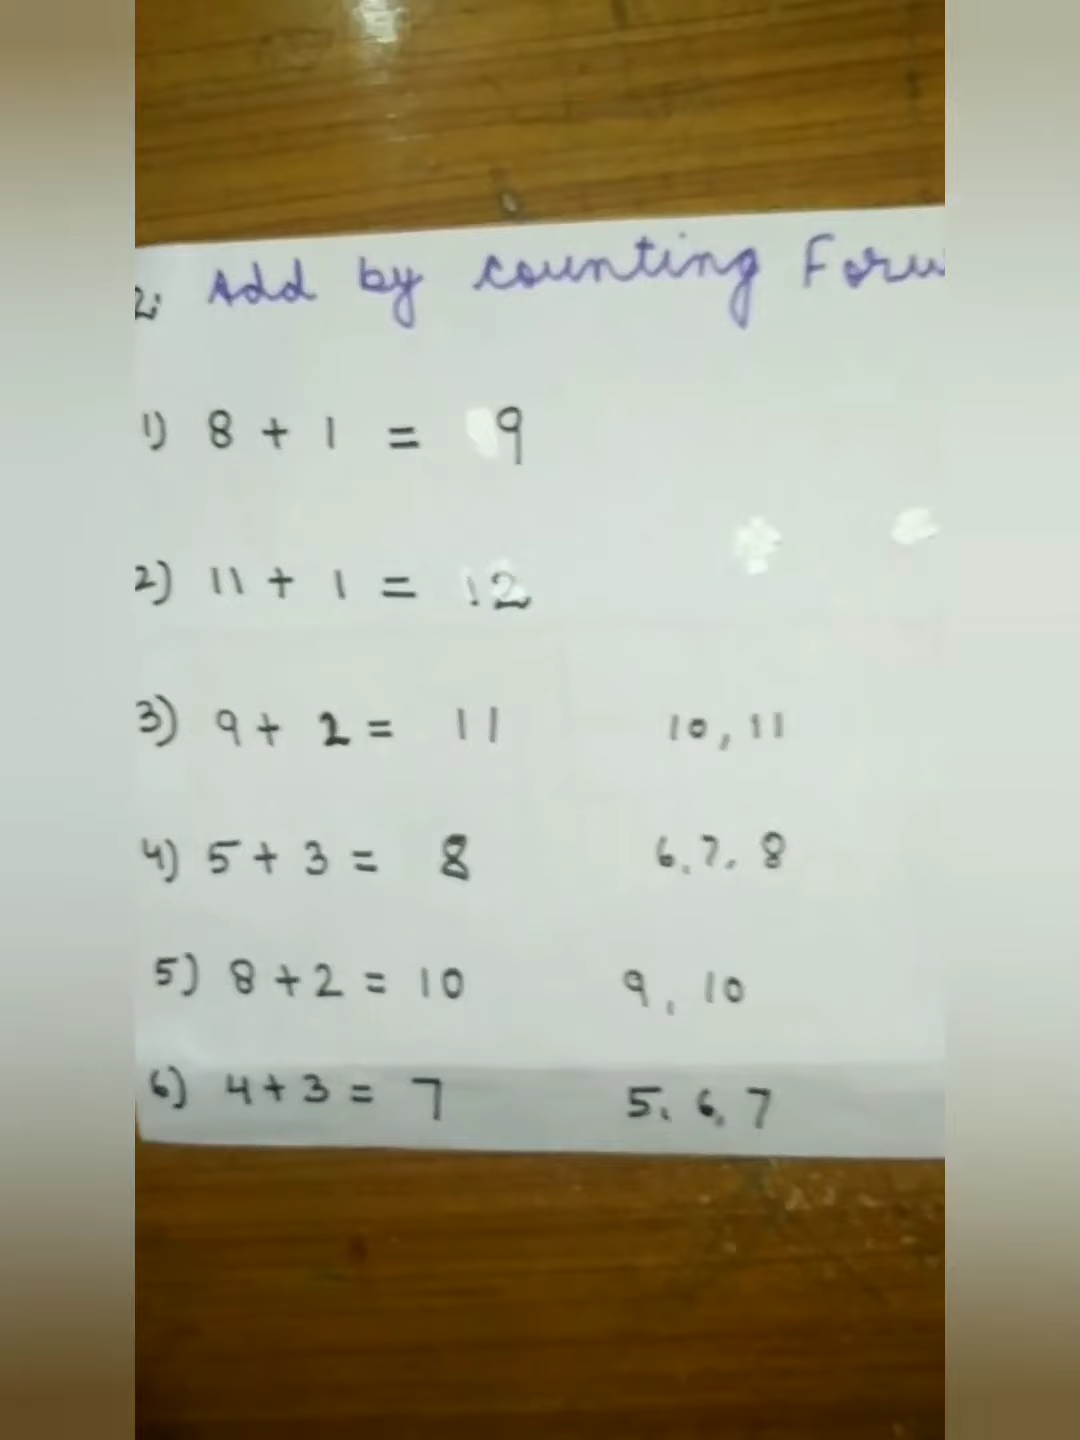 2. Add by counting Forw
1) 8 + 1 = 9
2) 11 + 1 = 12
3) 9 + 2 = 11 10, 11
4) 5 + 3 = 8 6, 7, 8
5) 8 + 2 = 10 9, 10
6) 4 + 3 = 7 5, 6, 7